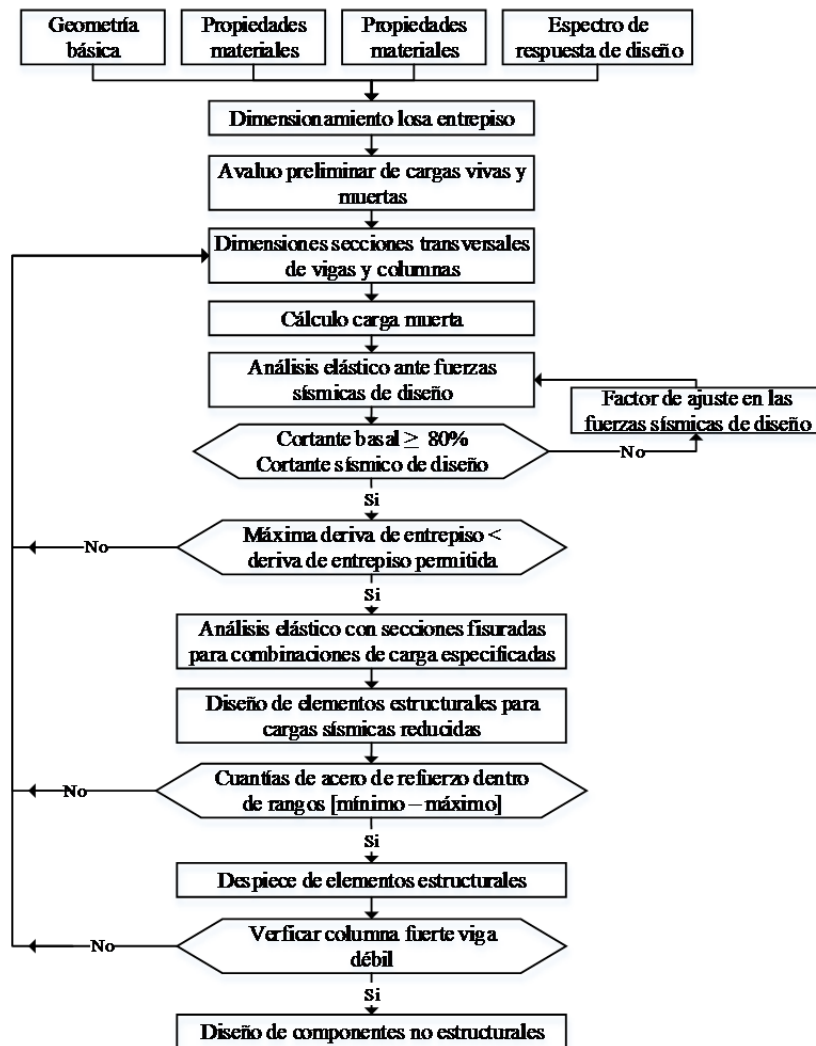 Geometría
básica
Propiedades
materiales
Propiedades
materiales
Espectro de
respuesta de diseño
Dimensionamiento losa entrepiso
Avaluo preliminar de cargas vivas y
muertas
Dimensiones secciones transversales
de vigas y columnas
Cálculo carga muerta
Análisis elástico ante fuerzas
sísmicas de diseño
Factor de ajuste en las
fuerzas sísmicas de diseño
Cortante basal ≥ 80%
Cortante sísmico de diseño
No
Si
Máxima deriva de entrepiso <
deriva de entrepiso permitida
No
Si
Análisis elástico con secciones fisuradas
para combinaciones de carga especificadas
Diseño de elementos estructurales para
cargas sísmicas reducidas
Cuantías de acero de refuerzo dentro
de rangos [mínimo – máximo]
No
Si
Despiece de elementos estructurales
Verficar columna fuerte viga
débil
No
Si
Diseño de componentes no estructurales